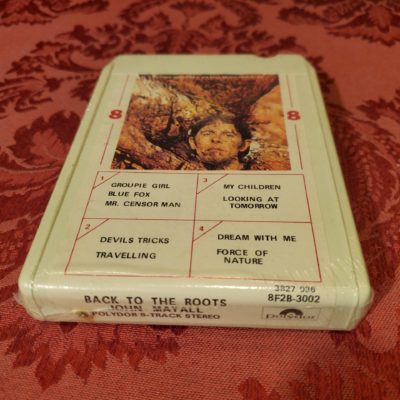 8
8
1
GROUPIE GIRL
BLUE FOX
MR. CENSOR MAN
3
MY CHILDREN
LOOKING AT
TOMORROW
2
DEVILS TRICKS
TRAVELLING
4
DREAM WITH ME
FORCE OF
NATURE
3827 036
8F2B-3002
BACK TO THE ROOTS
JOHN MAYALL
POLYDOR 8-TRACK STEREO
polydor